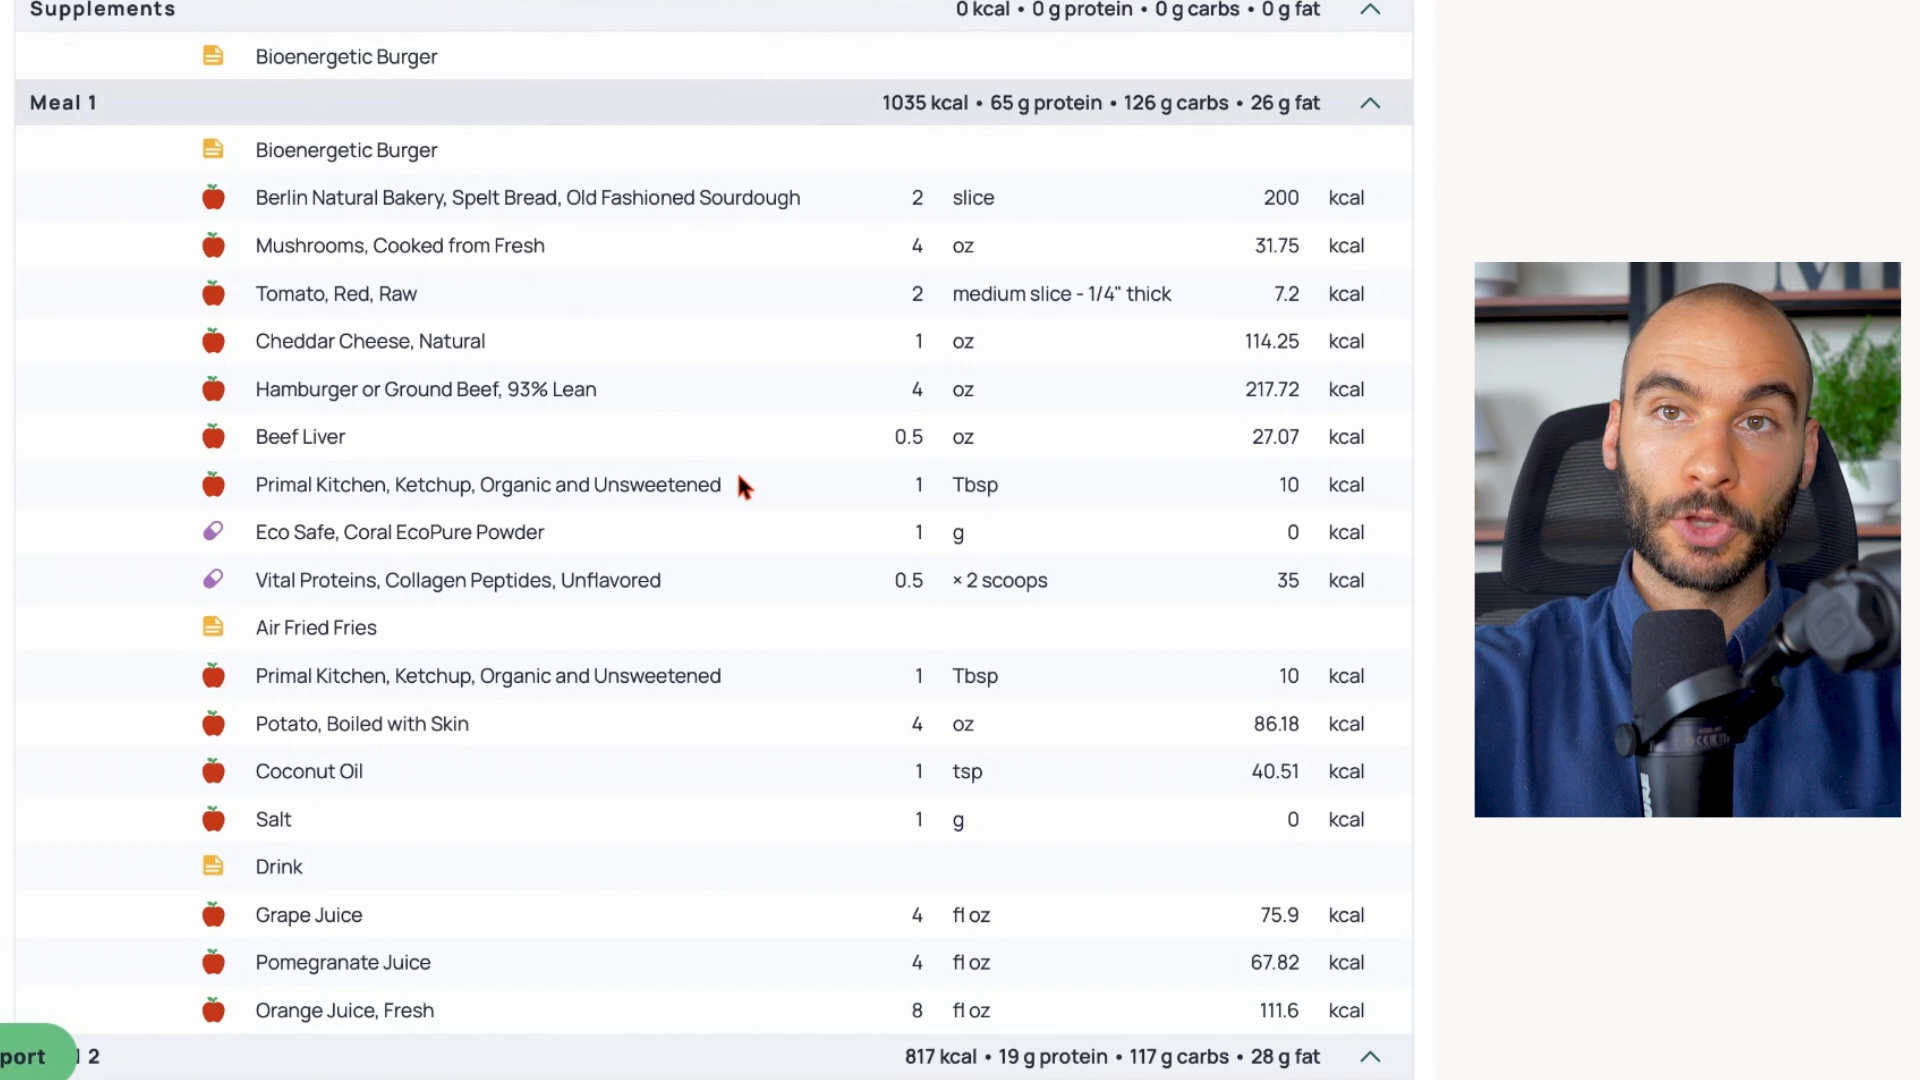 Supplements 0 kcal • 0 g protein • 0 g carbs • 0 g fat
Bioenergetic Burger
Meal 1 1035 kcal • 65 g protein • 126 g carbs • 26 g fat
Bioenergetic Burger
Berlin Natural Bakery, Spelt Bread, Old Fashioned Sourdough 2 slice 200 kcal
Mushrooms, Cooked from Fresh 4 oz 31.75 kcal
Tomato, Red, Raw 2 medium slice - 1/4" thick 7.2 kcal
Cheddar Cheese, Natural 1 oz 114.25 kcal
Hamburger or Ground Beef, 93% Lean 4 oz 217.72 kcal
Beef Liver 0.5 oz 27.07 kcal
Primal Kitchen, Ketchup, Organic and Unsweetened 1 Tbsp 10 kcal
Eco Safe, Coral EcoPure Powder 1 g 0 kcal
Vital Proteins, Collagen Peptides, Unflavored 0.5 × 2 scoops 35 kcal
Air Fried Fries
Primal Kitchen, Ketchup, Organic and Unsweetened 1 Tbsp 10 kcal
Potato, Boiled with Skin 4 oz 86.18 kcal
Coconut Oil 1 tsp 40.51 kcal
Salt 1 g 0 kcal
Drink
Grape Juice 4 fl oz 75.9 kcal
Pomegranate Juice 4 fl oz 67.82 kcal
Orange Juice, Fresh 8 fl oz 111.6 kcal
port l 2 817 kcal • 19 g protein • 117 g carbs • 28 g fat